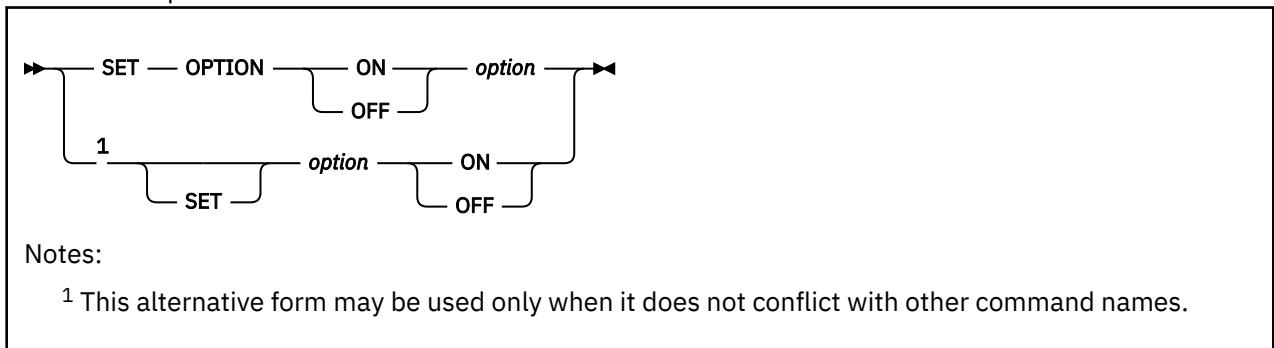 SET OPTION ON option
OFF
1
option ON
SET OFF
Notes:
1 This alternative form may be used only when it does not conflict with other command names.